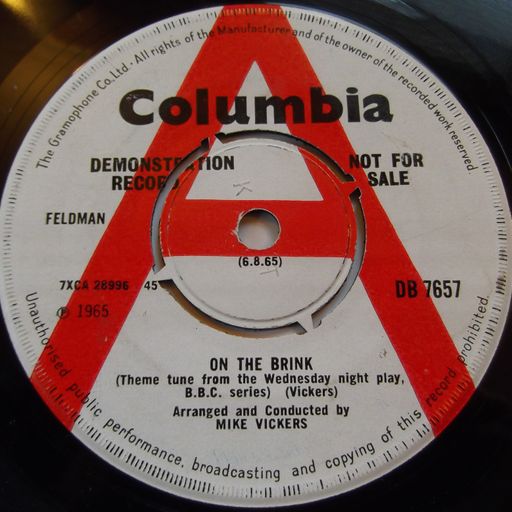 The Gramophone Co. Ltd. · All rights of the Manufacturer and of the owner of the recorded work reserved.
Columbia
DEMONSTRATION RECORD
NOT FOR SALE
FELDMAN
(6.8.65)
7XCA 28996 45
DB 7657
℗ 1965
ON THE BRINK
(Theme tune from the Wednesday night play,
B.B.C. series) (Vickers)
Arranged and Conducted by
MIKE VICKERS
Unauthorised public performance, broadcasting and copying of this record prohibited.